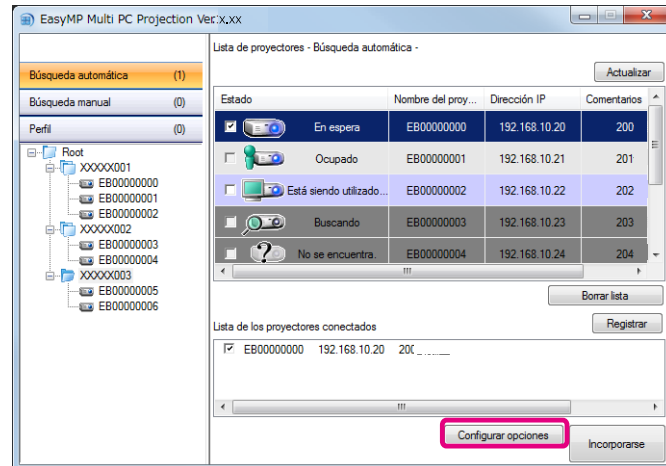 EasyMP Multi PC Projection Ver.x.xx
Lista de proyectores - Búsqueda automática -
Actualizar
Búsqueda automática (1)
Búsqueda manual (0)
Perfil (0)
Root
XXXXX001
EB00000000
EB00000001
EB00000002
XXXXX002
EB00000003
EB00000004
XXXXX003
EB00000005
EB00000006
Estado Nombre del proy... Dirección IP Comentarios
En espera EB00000000 192.168.10.20 200
Ocupado EB00000001 192.168.10.21 201
Está siendo utilizado... EB00000002 192.168.10.22 202
Buscando EB00000003 192.168.10.23 203
No se encuentra. EB00000004 192.168.10.24 204
Borrar lista
Lista de los proyectores conectados
Registrar
EB00000000 192.168.10.20
Configurar opciones
Incorporarse